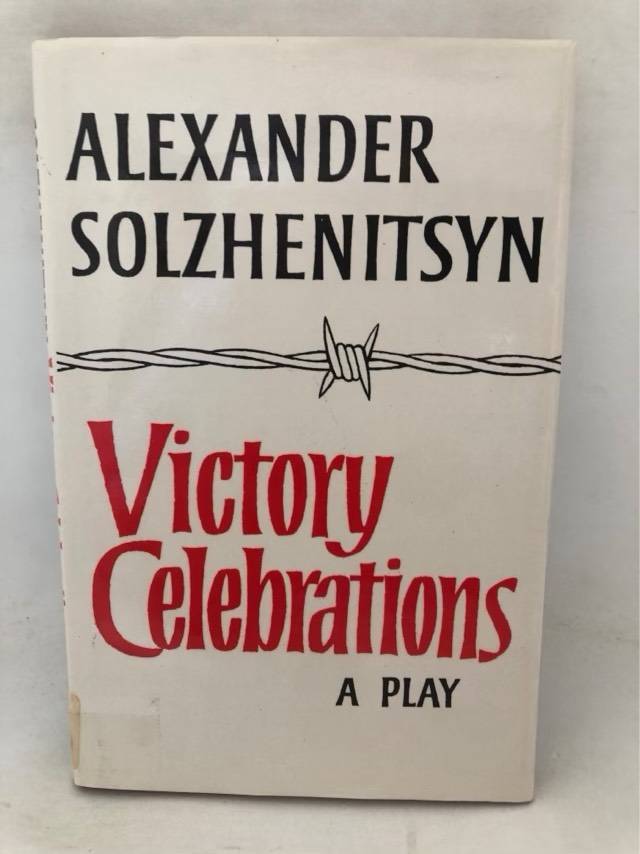 ALEXANDER
SOLZHENITSYN
Victory
Celebrations
A PLAY